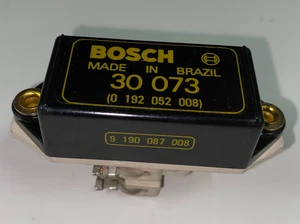 BOSCH
MADE IN BRAZIL
30 073
(0 192 052 008)
9 190 087 008